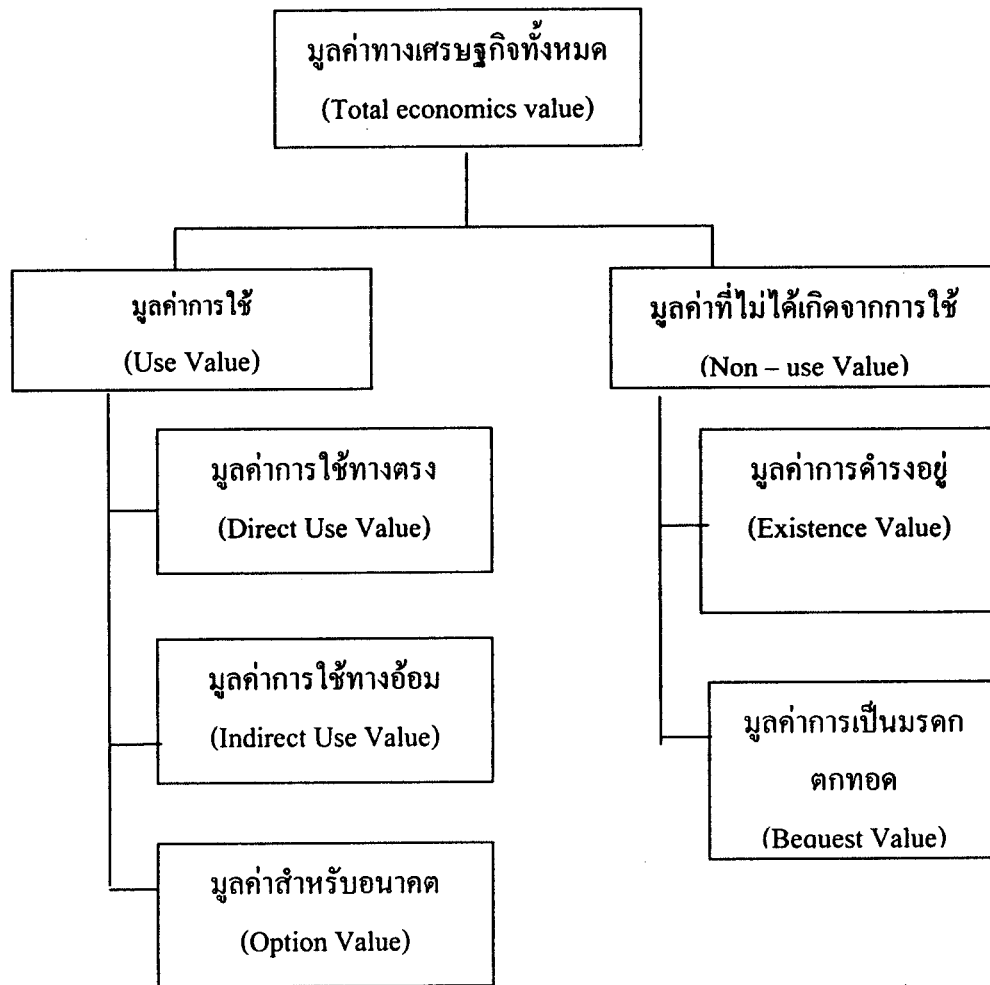 มูลค่าทางเศรษฐกิจทั้งหมด
(Total economics value)
มูลค่าการใช้
(Use Value)
มูลค่าที่ไม่ได้เกิดจากการใช้
(Non – use Value)
มูลค่าการใช้ทางตรง
(Direct Use Value)
มูลค่าการใช้ทางอ้อม
(Indirect Use Value)
มูลค่าสำหรับอนาคต
(Option Value)
มูลค่าการดำรงอยู่
(Existence Value)
มูลค่าการเป็นมรดก
ตกทอด
(Bequest Value)